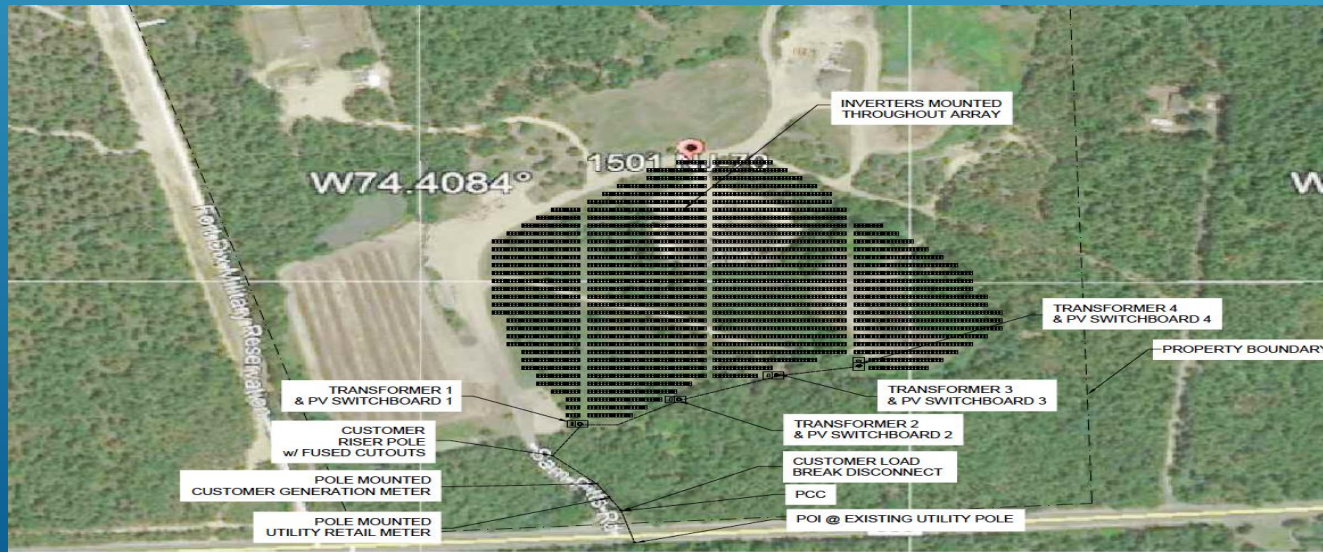 INVERTERS MOUNTED
THROUGHOUT ARRAY
W74.4084°
TRANSFORMER 4
& PV SWITCHBOARD 4
PROPERTY BOUNDARY
TRANSFORMER 1
& PV SWITCHBOARD 1
TRANSFORMER 3
& PV SWITCHBOARD 3
CUSTOMER
RISER POLE
w/ FUSED CUTOUTS
TRANSFORMER 2
& PV SWITCHBOARD 2
CUSTOMER LOAD
BREAK DISCONNECT
POLE MOUNTED
CUSTOMER GENERATION METER
PCC
POLE MOUNTED
UTILITY RETAIL METER
POI @ EXISTING UTILITY POLE
1501
Military
W